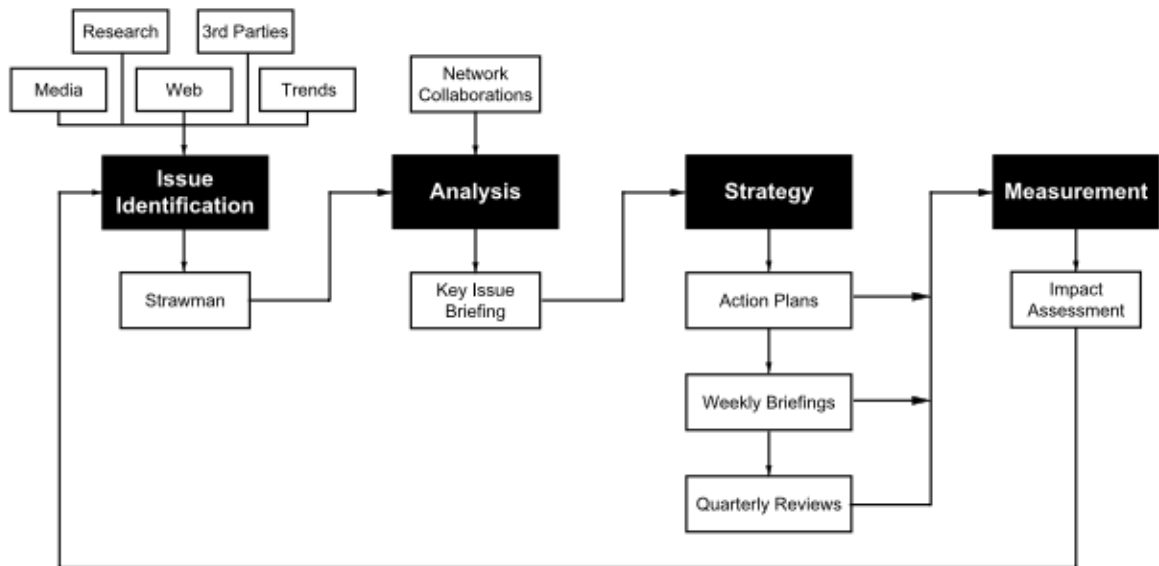 Research
3rd Parties
Media
Web
Trends
Network
Collaborations
Issue
Identification
Analysis
Strategy
Measurement
Strawman
Key Issue
Briefing
Action Plans
Impact
Assessment
Weekly Briefings
Quarterly Reviews